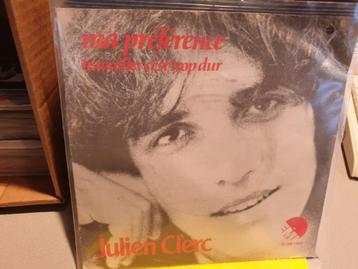 ma préférence
travailler c'est trop dur
Julien Clerc